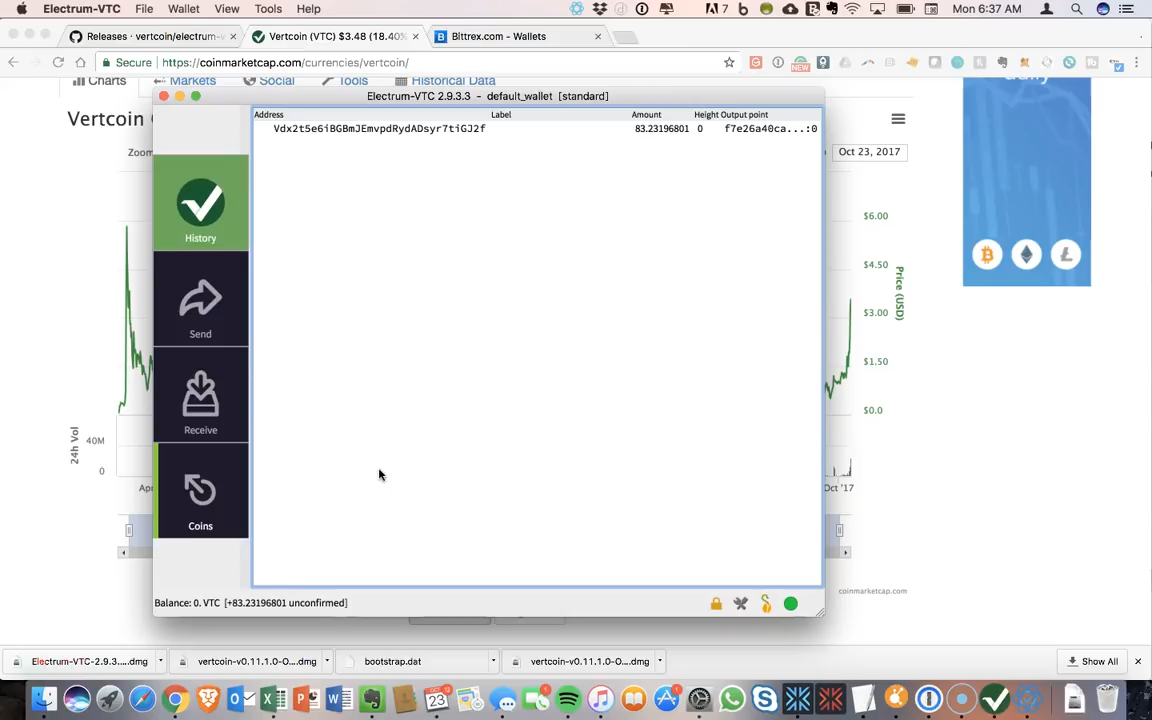 Electrum-VTC File Wallet View Tools Help
7 Mon 6:37 AM
Releases · vertcoin/electrum-v
Vertcoin (VTC) $3.48 (18.40%
Bittrex.com - Wallets
Secure https://coinmarketcap.com/currencies/vertcoin/
NEW
Charts Markets Social Tools Historical Data
daily
Electrum-VTC 2.9.3.3 - default_wallet [standard]
Address Label Amount Height Output point
Vdx2t5e6iBGBmJEmvpdRydADsyr7tiGJ2f 83.23196801 0 f7e26a40ca...:0
Vertcoin
Zoom
Oct 23, 2017
History
Send
Receive
Coins
$6.00
$4.50
$3.00
$1.50
$0.0
Price (USD)
24h Vol
40M
0
Apr
Oct '17
coinmarketcap.com
Balance: 0. VTC [+83.23196801 unconfirmed]
Electrum-VTC-2.9.3....dmg
vertcoin-v0.11.1.0-O....dmg
bootstrap.dat
vertcoin-v0.11.1.0-O....dmg
Show All
23